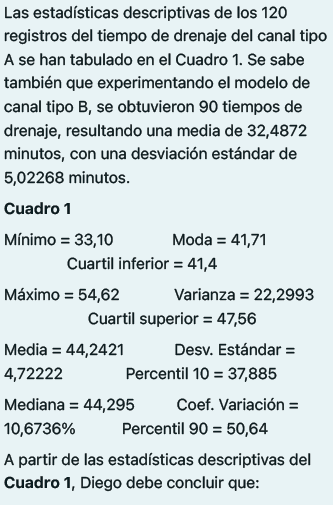 Las estadísticas descriptivas de los 120
registros del tiempo de drenaje del canal tipo
A se han tabulado en el Cuadro 1. Se sabe
también que experimentando el modelo de
canal tipo B, se obtuvieron 90 tiempos de
drenaje, resultando una media de 32,4872
minutos, con una desviación estándar de
5,02268 minutos.
Cuadro 1
Mínimo = 33,10 Moda = 41,71
Cuartil inferior = 41,4
Máximo = 54,62 Varianza = 22,2993
Cuartil superior = 47,56
Media = 44,2421 Desv. Estándar =
4,72222 Percentil 10 = 37,885
Mediana = 44,295 Coef. Variación =
10,6736% Percentil 90 = 50,64
A partir de las estadísticas descriptivas del
Cuadro 1, Diego debe concluir que: